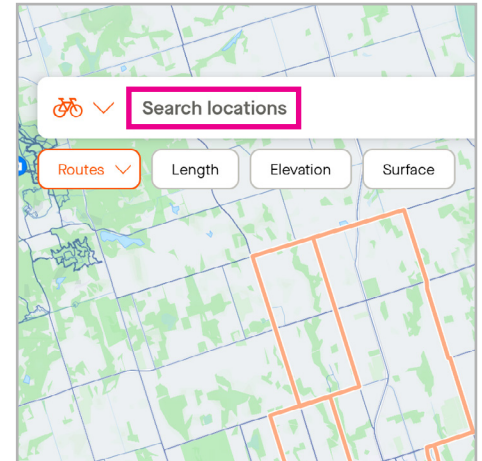 Search locations
Routes
Length
Elevation
Surface